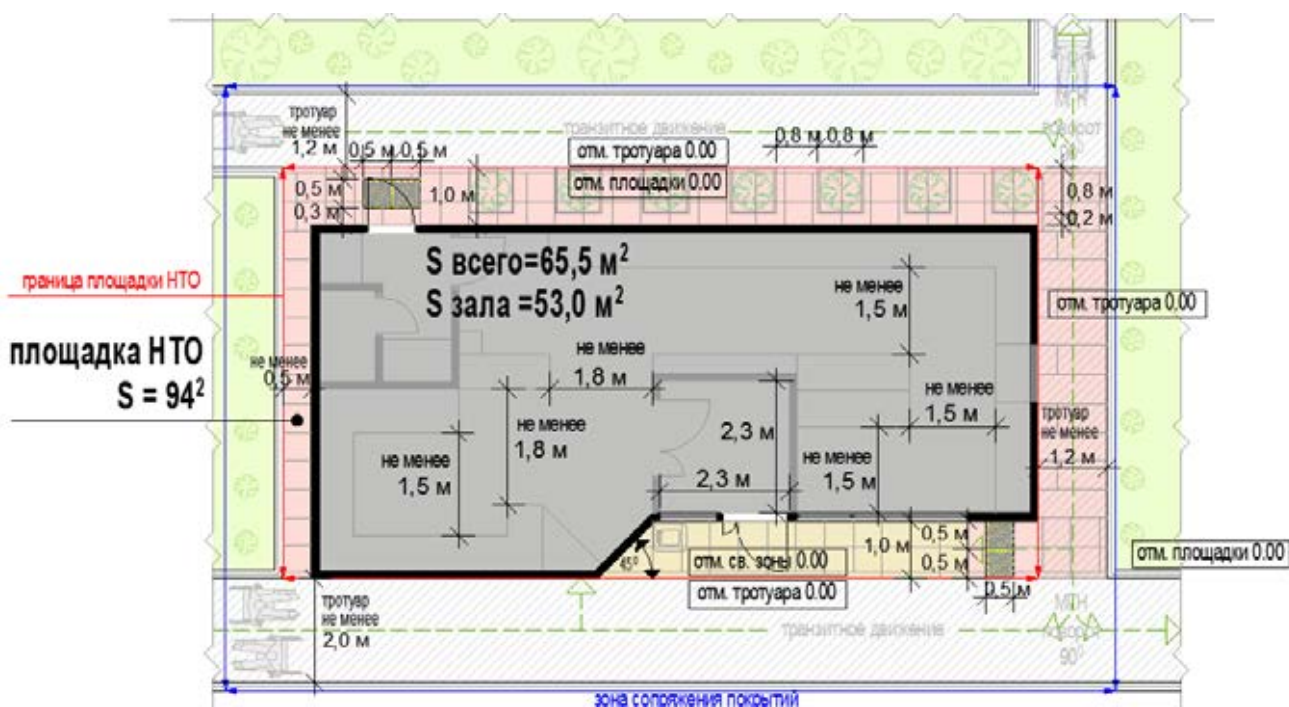 тротуар
не менее
1,2 м
транзитное движение
поворот
0,8 м
0,8 м
0,5 м
0,5 м
отм. тротуара 0.00
отм. площадки 0.00
0,5 м
0,3 м
1,0 м
0,8 м
0,2 м
S всего=65,5 м²
S зала =53,0 м²
граница площадки НТО
не менее
1,5 м
отм. тротуара 0.00
площадка НТО
S = 94²
не менее
0,5 м
не менее
1,8 м
не менее
1,5 м
не менее
1,8 м
2,3 м
тротуар
не менее
1,2 м
не менее
1,5 м
не менее
1,5 м
2,3 м
0,5 м
1,0 м
0,5 м
45⁰
отм. св. зоны 0.00
отм. площадки 0.00
отм. тротуара 0.00
0,5 м
тротуар
не менее
2,0 м
транзитное движение
МГН
поворот
90⁰
зона сопряжения покрытий